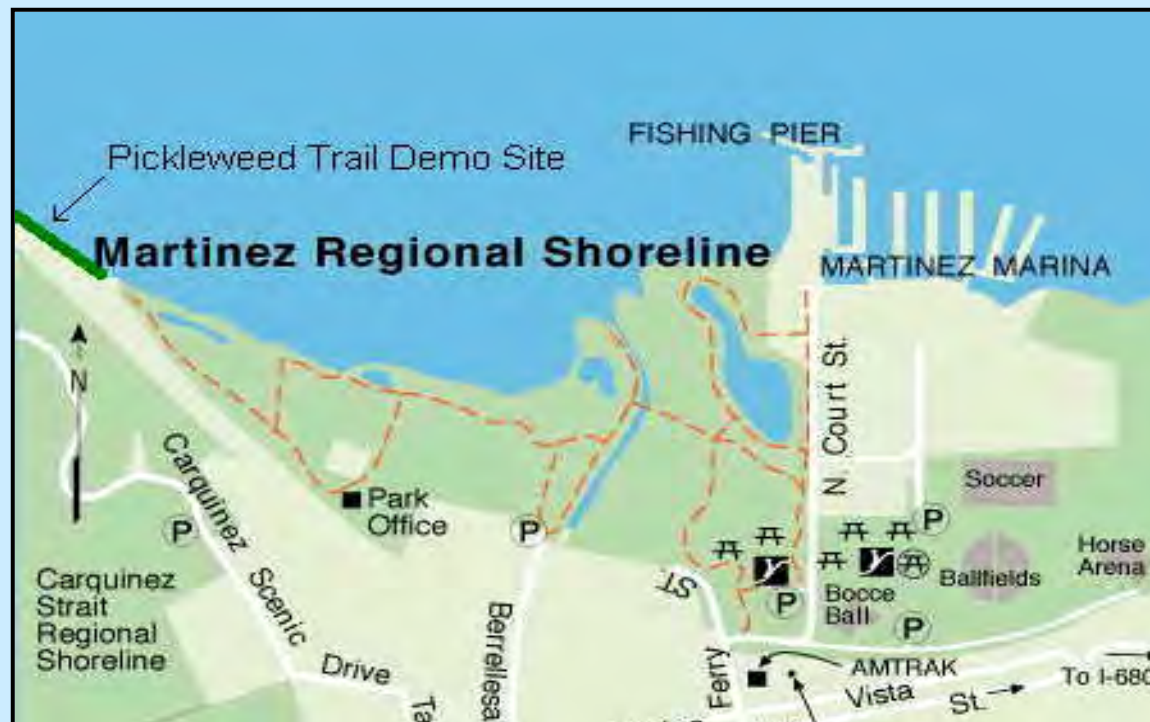 FISHING PIER
Pickleweed Trail Demo Site
Martinez Regional Shoreline
MARTINEZ MARINA
N
N. Court St.
Carquinez
Scenic
Drive
P
Park
Office
P
Soccer
P
Horse
Arena
Ballfields
Bocce
Ball
P
P
Carquinez
Strait
Regional
Shoreline
ST.
Berrellesa
Ferry
AMTRAK
To I-680
Vista
St.
Ta